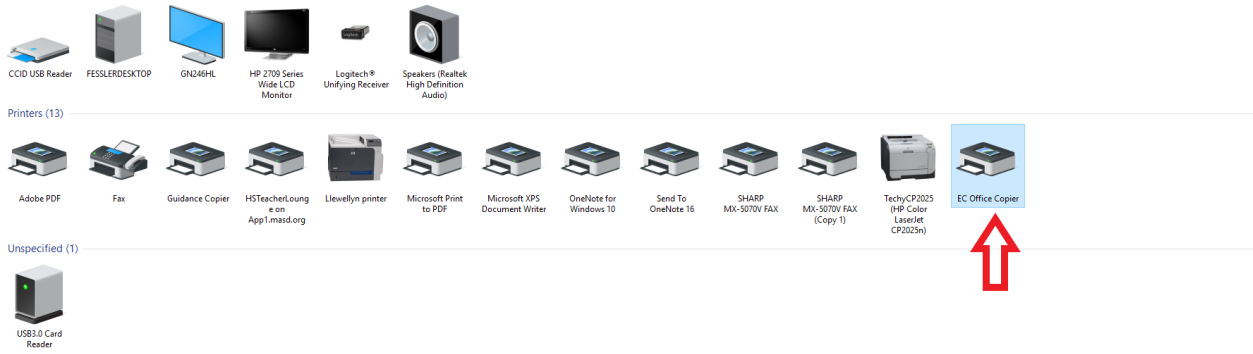 CCID USB Reader
FESSLERDESKTOP
GN246HL
HP 2709 Series
Wide LCD
Monitor
Logitech®
Unifying Receiver
Speakers (Realtek
High Definition
Audio)
Printers (13)
Adobe PDF
Fax
Guidance Copier
HSTeacherLoung
e on
App1.masd.org
Llewellyn printer
Microsoft Print
to PDF
Microsoft XPS
Document Writer
OneNote for
Windows 10
Send To
OneNote 16
SHARP
MX-5070V FAX
SHARP
MX-5070V FAX
(Copy 1)
TechyCP2025
(HP Color
LaserJet
CP2025n)
EC Office Copier
Unspecified (1)
USB3.0 Card
Reader